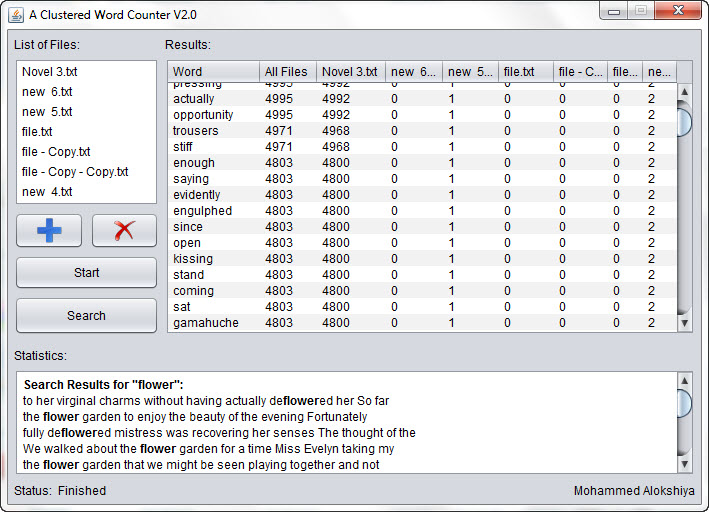 A Clustered Word Counter V2.0
List of Files:
Results:
Novel 3.txt
new 6.txt
new 5.txt
file.txt
file - Copy.txt
file - Copy - Copy.txt
new 4.txt
Start
Search
Word All Files Novel 3.txt new 6... new 5... file.txt file - C... file... ne...
pressing 4995 4992 0 1 0 0 0 2
actually 4995 4992 0 1 0 0 0 2
opportunity 4995 4992 0 1 0 0 0 2
trousers 4971 4968 0 1 0 0 0 2
stiff 4971 4968 0 1 0 0 0 2
enough 4803 4800 0 1 0 0 0 2
saying 4803 4800 0 1 0 0 0 2
evidently 4803 4800 0 1 0 0 0 2
engulphed 4803 4800 0 1 0 0 0 2
since 4803 4800 0 1 0 0 0 2
open 4803 4800 0 1 0 0 0 2
kissing 4803 4800 0 1 0 0 0 2
stand 4803 4800 0 1 0 0 0 2
coming 4803 4800 0 1 0 0 0 2
sat 4803 4800 0 1 0 0 0 2
gamahuche 4803 4800 0 1 0 0 0 2
Statistics:
Search Results for "flower":
to her virginal charms without having actually deflowered her So far
the flower garden to enjoy the beauty of the evening Fortunately
fully deflowered mistress was recovering her senses The thought of the
We walked about the flower garden for a time Miss Evelyn taking my
the flower garden that we might be seen playing together and not
Status: Finished
Mohammed Alokshiya